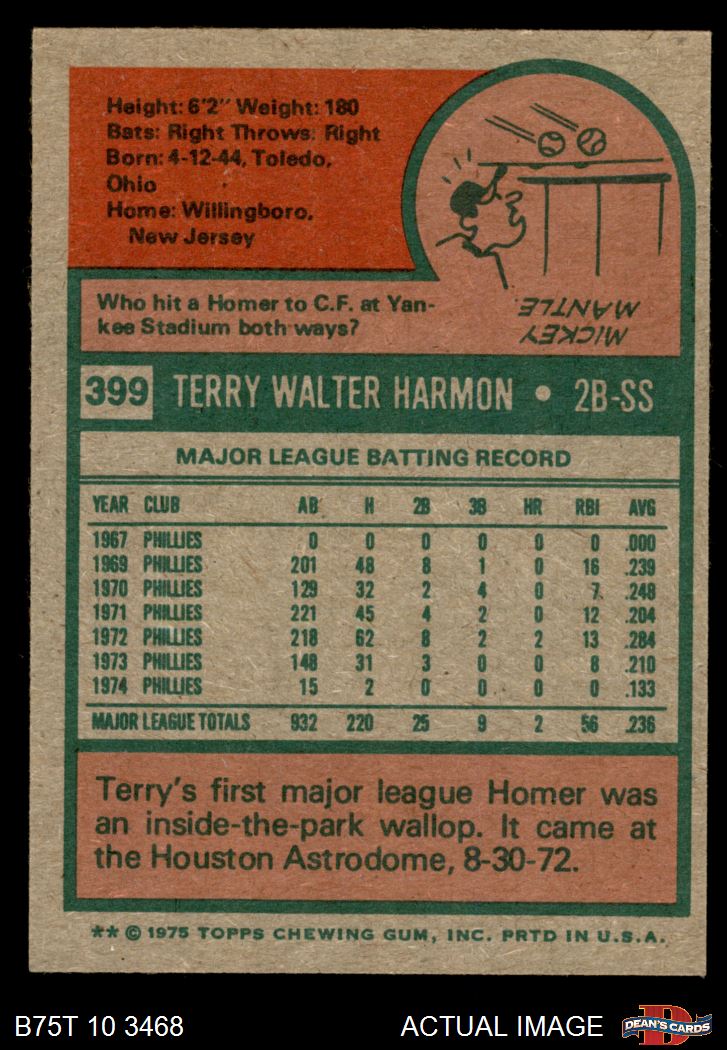 Height: 6'2" Weight: 180
Bats: Right Throws: Right
Born: 4-12-44, Toledo,
Ohio
Home: Willingboro,
New Jersey
Who hit a Homer to C.F. at Yan-
kee Stadium both ways?
MICKEY
MANTLE
399 TERRY WALTER HARMON • 2B-SS
MAJOR LEAGUE BATTING RECORD
YEAR CLUB AB H 2B 3B HR RBI AVG
1967 PHILLIES 0 0 0 0 0 0 .000
1969 PHILLIES 201 48 8 1 0 16 .239
1970 PHILLIES 129 32 2 4 0 7 .248
1971 PHILLIES 221 45 4 2 0 12 .204
1972 PHILLIES 218 62 8 2 2 13 .284
1973 PHILLIES 148 31 3 0 0 8 .210
1974 PHILLIES 15 2 0 0 0 0 .133
MAJOR LEAGUE TOTALS 932 220 25 9 2 56 .236
Terry's first major league Homer was
an inside-the-park wallop. It came at
the Houston Astrodome, 8-30-72.
** © 1975 TOPPS CHEWING GUM, INC. PRTD IN U.S.A.
B75T 10 3468
ACTUAL IMAGE
D
DEAN'S CARDS